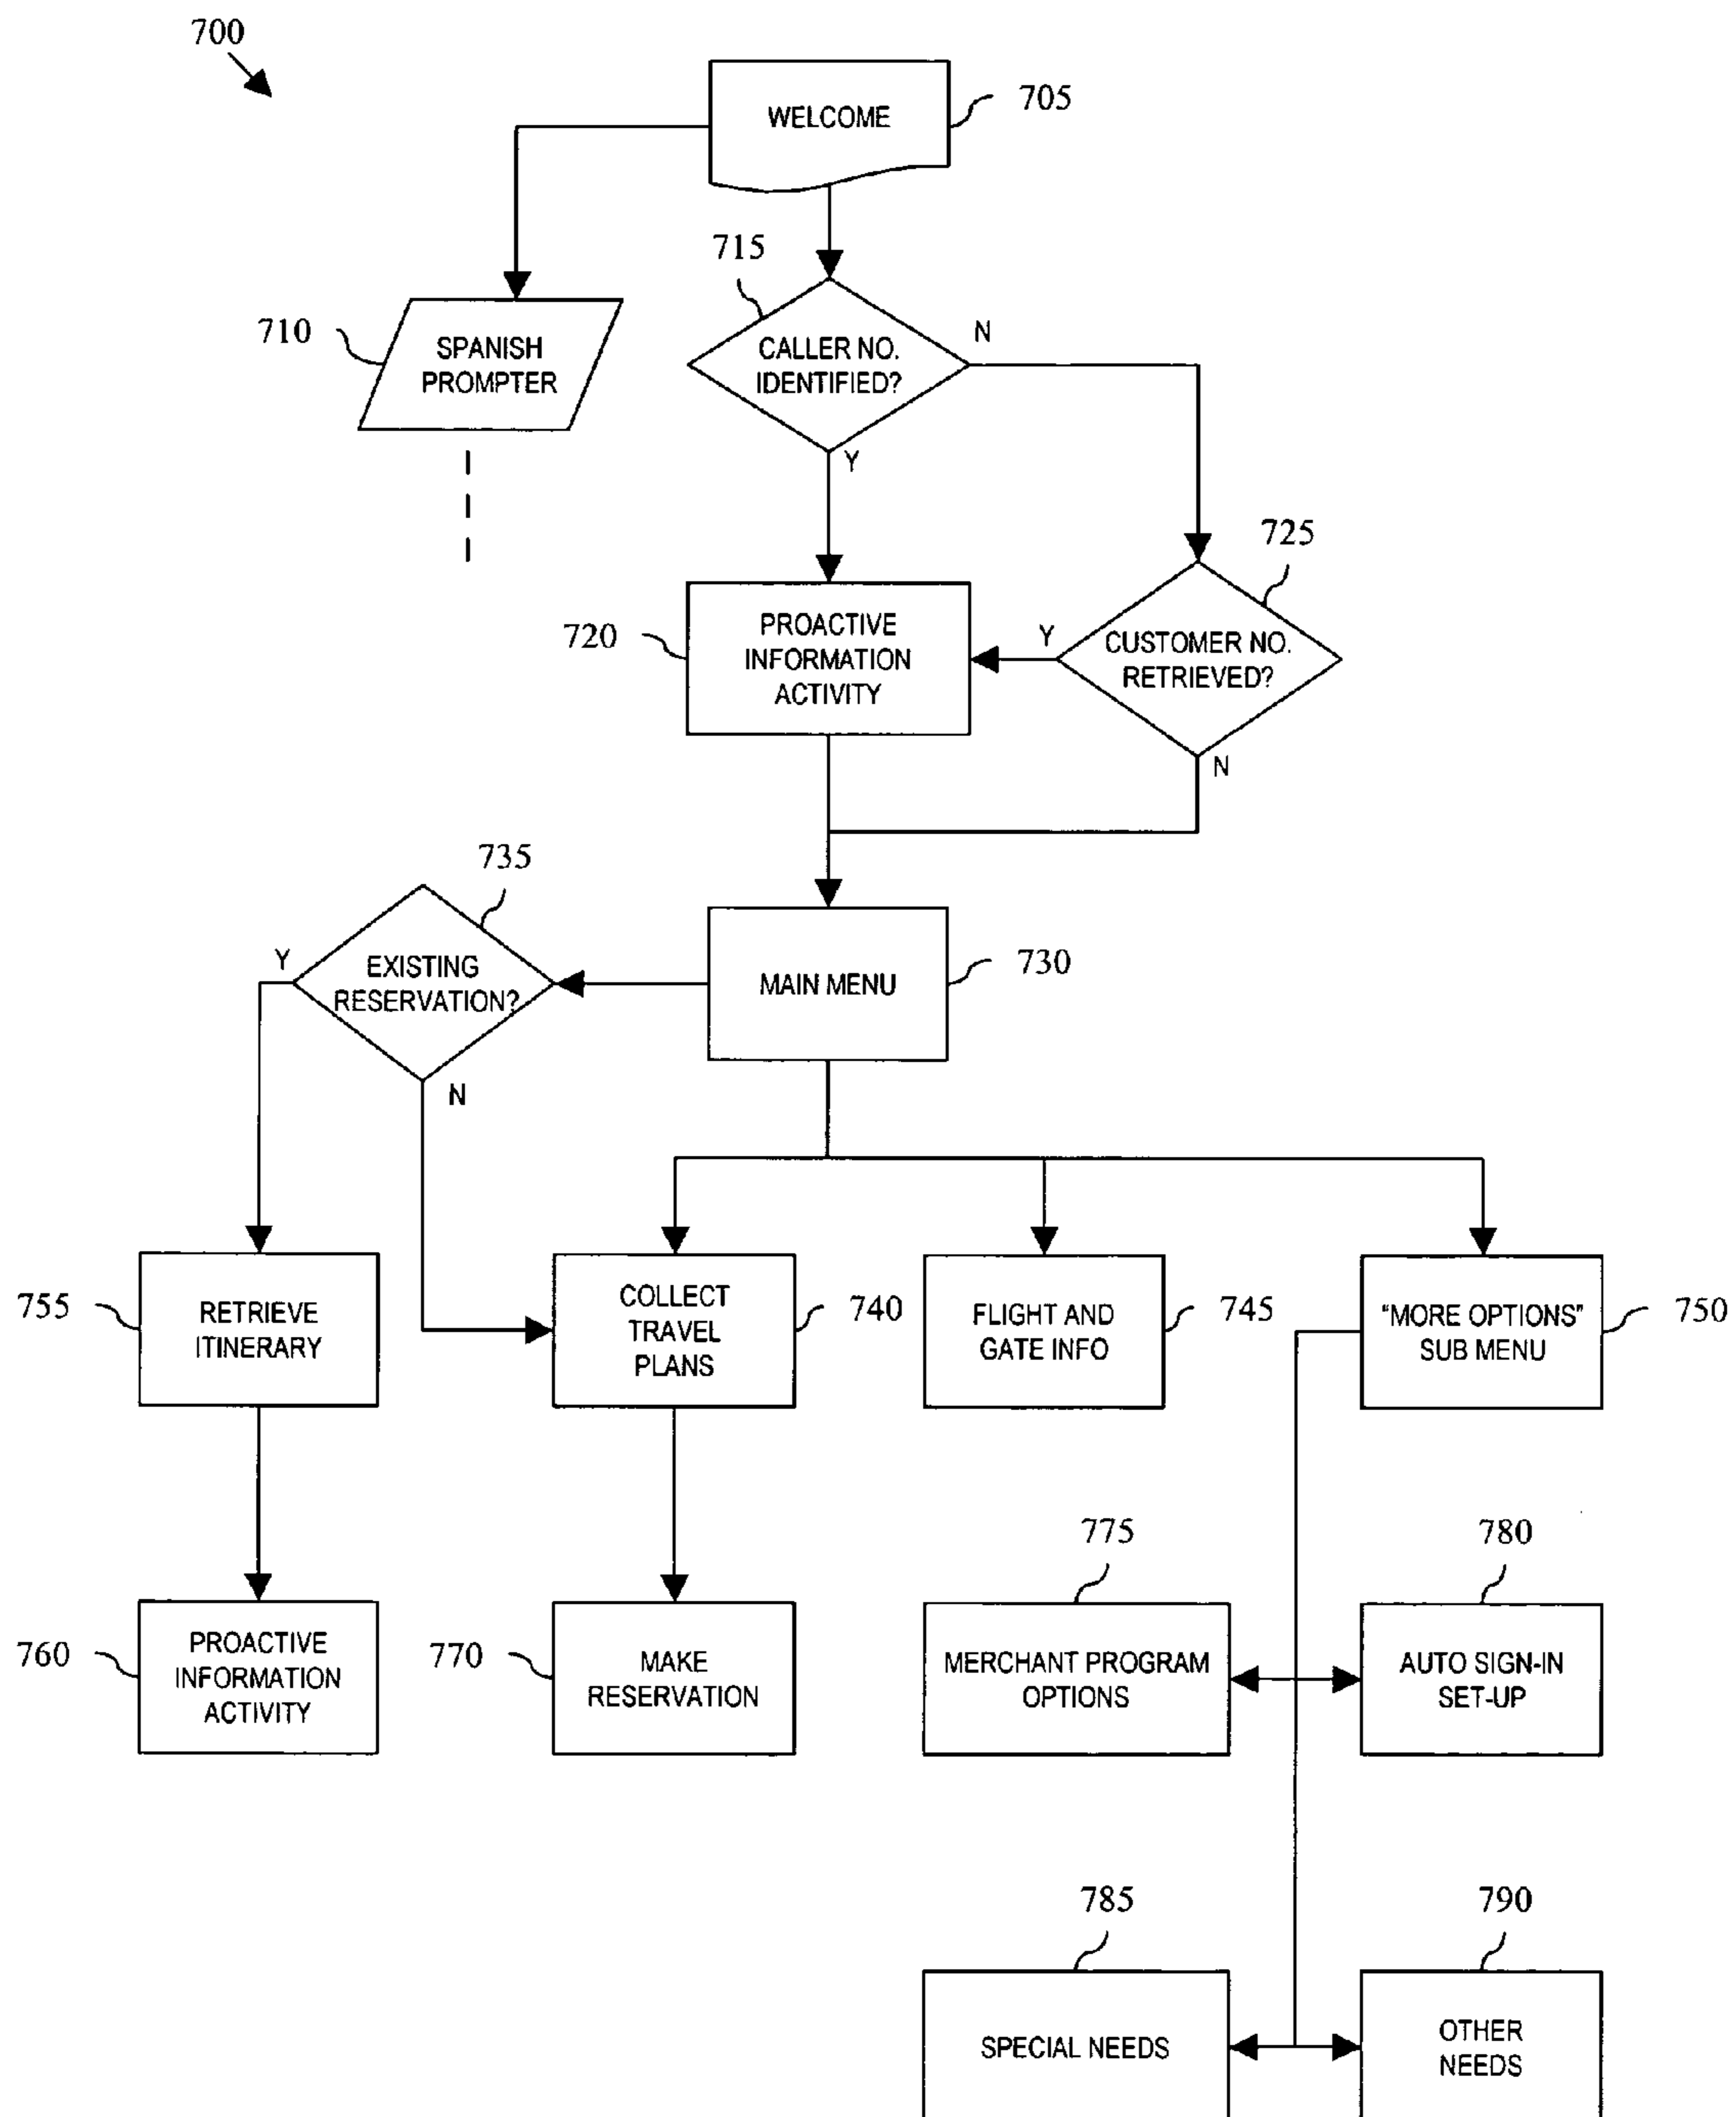 700
WELCOME
705
715
710
SPANISH
PROMPTER
CALLER NO.
IDENTIFIED?
N
Y
725
720
PROACTIVE
INFORMATION
ACTIVITY
Y
CUSTOMER NO.
RETRIEVED?
N
735
Y
EXISTING
RESERVATION?
N
MAIN MENU
730
755
RETRIEVE
ITINERARY
COLLECT
TRAVEL
PLANS
740
FLIGHT AND
GATE INFO
745
"MORE OPTIONS"
SUB MENU
750
775
780
760
PROACTIVE
INFORMATION
ACTIVITY
770
MAKE
RESERVATION
MERCHANT PROGRAM
OPTIONS
AUTO SIGN-IN
SET-UP
785
790
SPECIAL NEEDS
OTHER
NEEDS